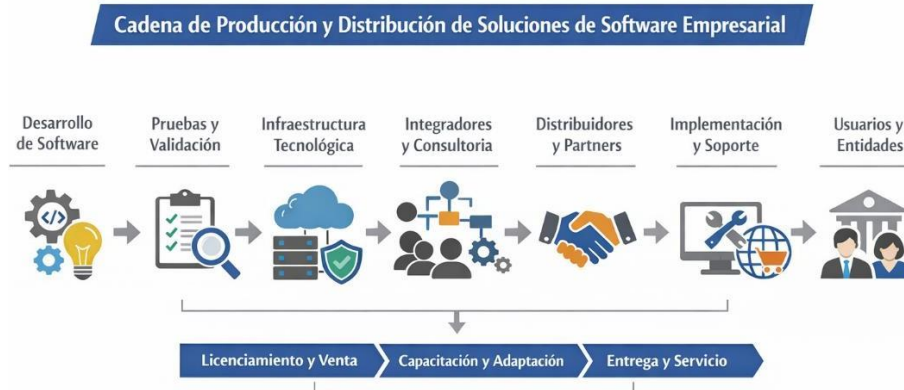 Cadena de Producción y Distribución de Soluciones de Software Empresarial
Desarrollo
de Software
Pruebas y
Validación
Infraestructura
Tecnológica
Integradores
y Consultoria
Distribuidores
y Partners
Implementación
y Soporte
Usuarios y
Entidades
</>
Licenciamiento y Venta
Capacitación y Adaptación
Entrega y Servicio